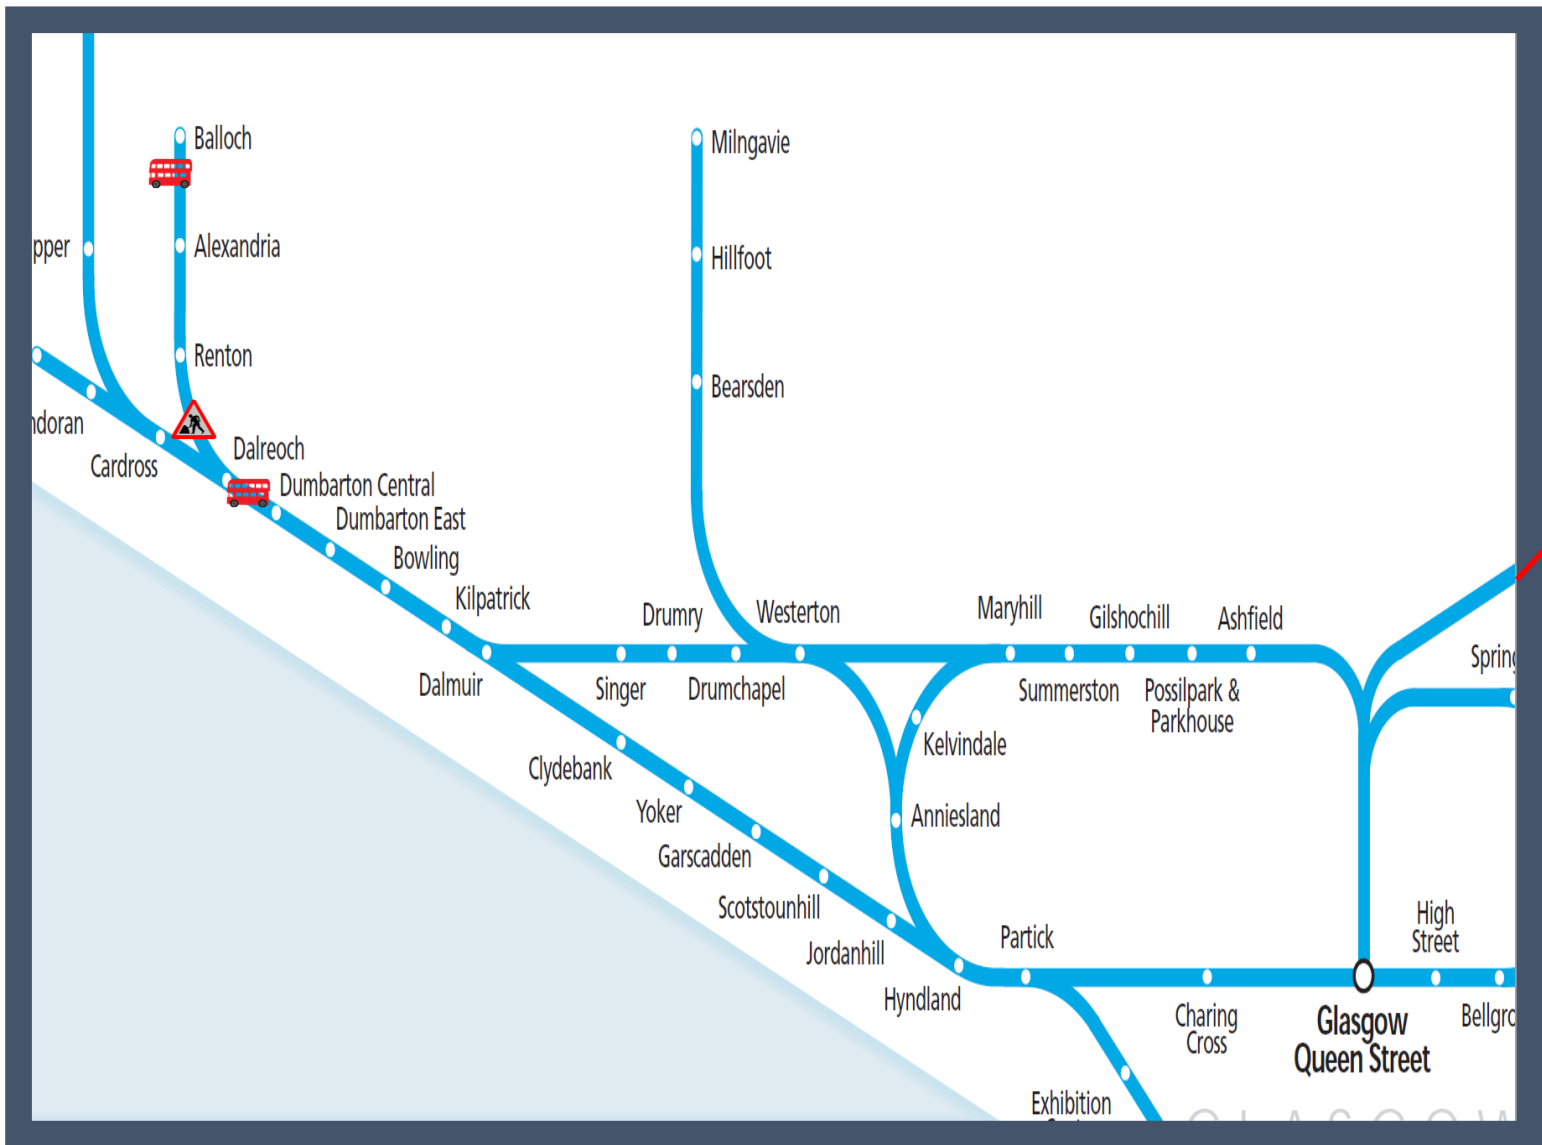 Balloch
Milngavie
pper
Alexandria
Hillfoot
Renton
Bearsden
ndoran
Dalreoch
Cardross
Dumbarton Central
Dumbarton East
Bowling
Kilpatrick
Drumry
Westerton
Maryhill
Gilshochill
Ashfield
Spring
Dalmuir
Singer
Drumchapel
Summerston
Possilpark &
Parkhouse
Kelvindale
Clydebank
Yoker
Anniesland
Garscadden
Scotstounhill
High
Street
Jordanhill
Partick
Hyndland
Charing
Cross
Glasgow
Queen Street
Bellgro
Exhibition
GLASGOW